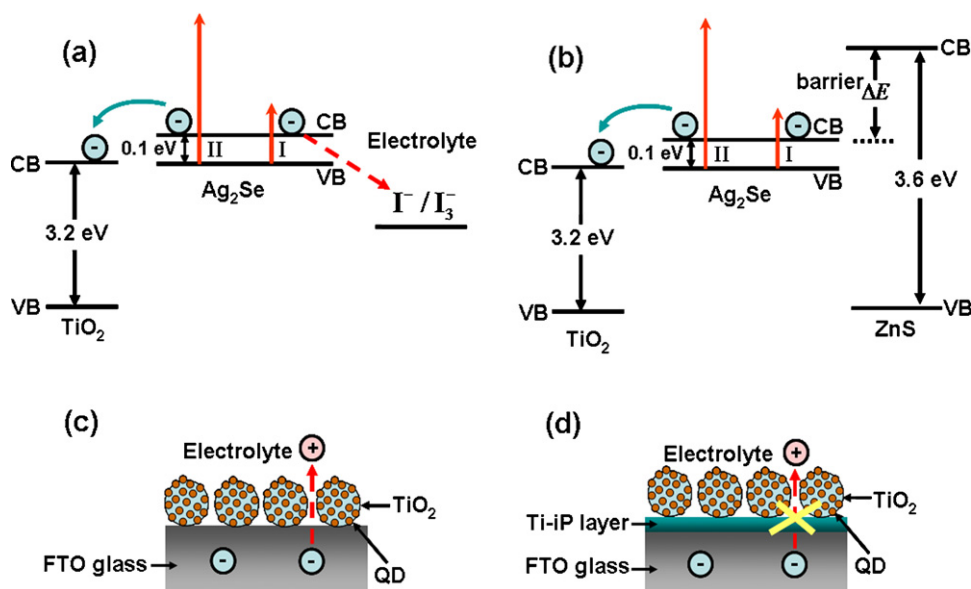 (a)
CB
0.1 eV
II
I
CB
VB
Electrolyte
Ag₂Se
I⁻ / I₃⁻
3.2 eV
VB
TiO₂
(b)
CB
barrier
ΔE
CB
0.1 eV
II
I
CB
VB
Ag₂Se
3.6 eV
3.2 eV
VB
TiO₂
VB
ZnS
(c)
Electrolyte
+
TiO₂
FTO glass
QD
(d)
Electrolyte
+
TiO₂
Ti-iP layer
FTO glass
QD